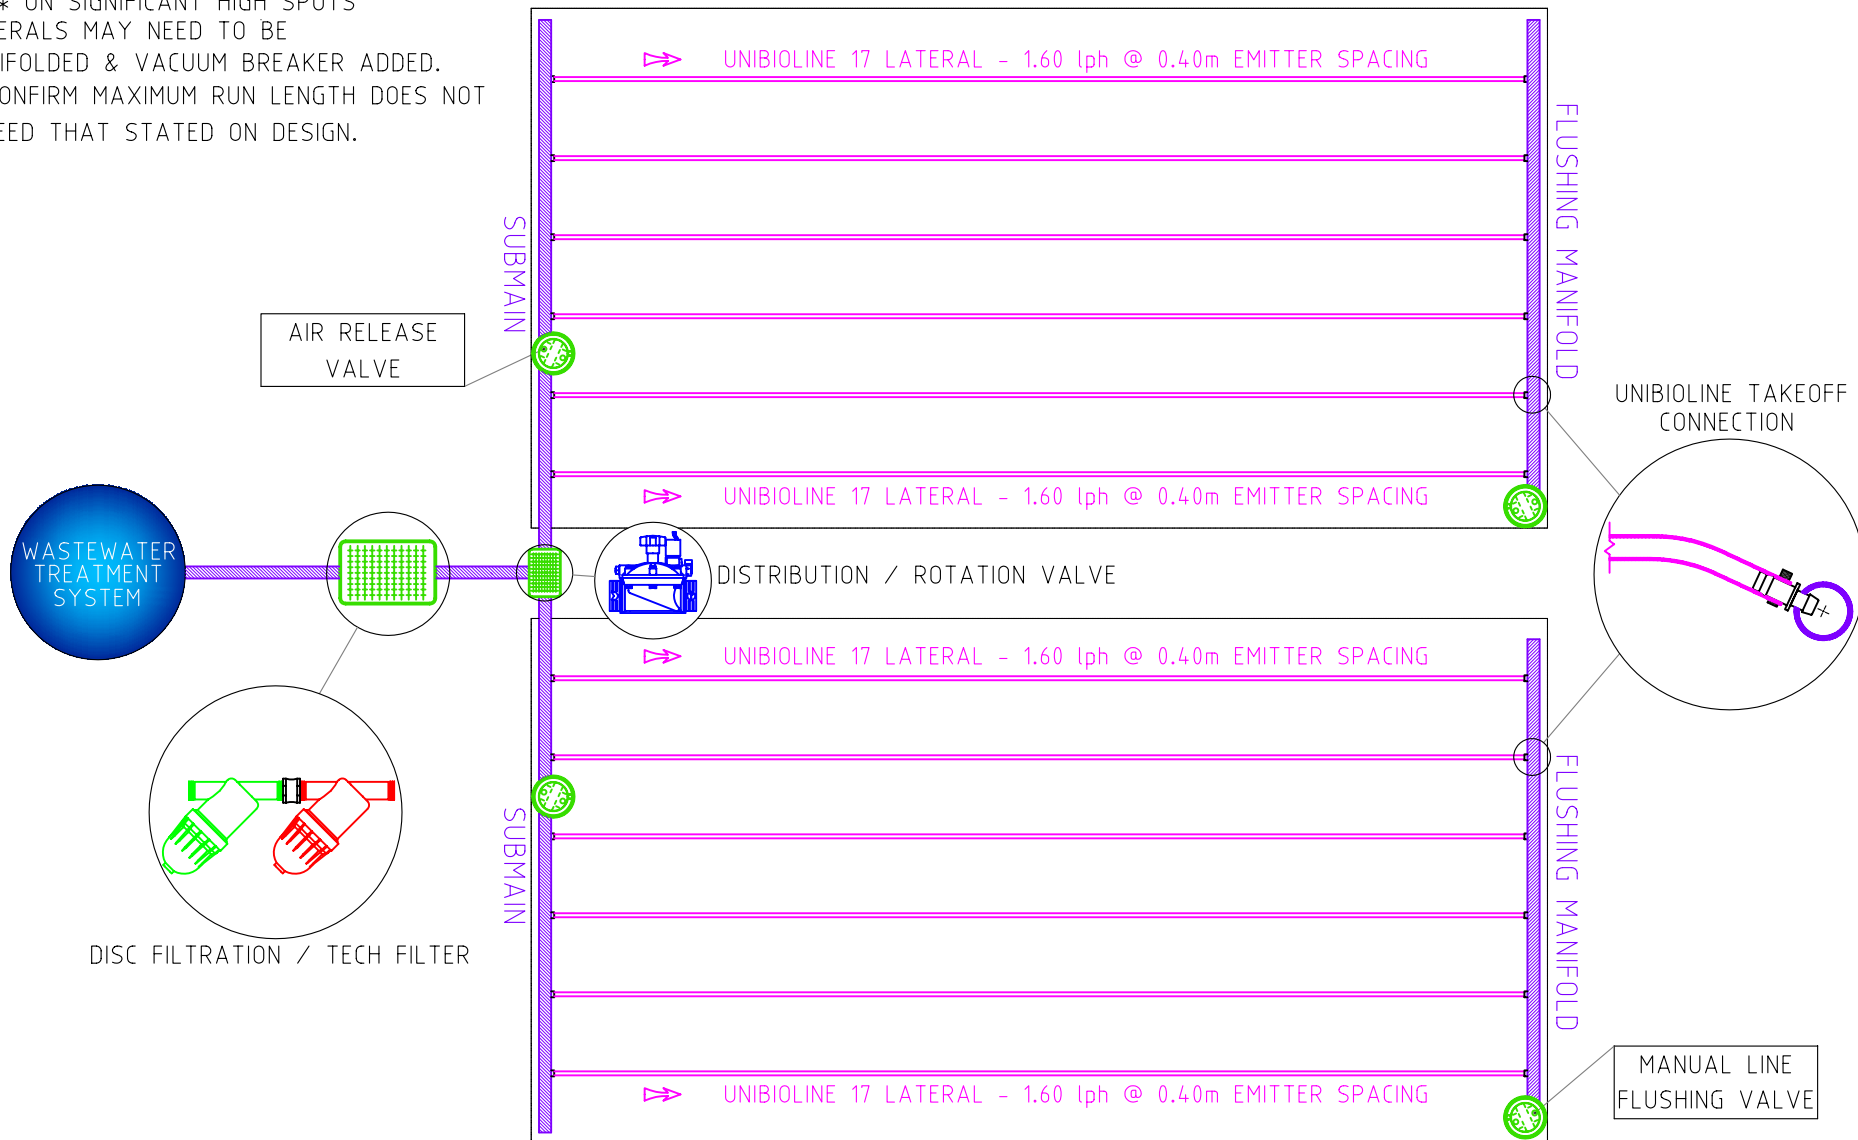 * ON SIGNIFICANT HIGH SPOTS
MAY NEED TO BE
& VACUUM BREAKER ADDED.
MAXIMUM RUN LENGTH DOES NOT
THAT STATED ON DESIGN.
UNIBIOLINE 17 LATERAL - 1.60 lph @ 0.40m EMITTER SPACING
FLUSHING MANIFOLD
SUBMAIN
AIR RELEASE
VALVE
UNIBIOLINE TAKEOFF
CONNECTION
UNIBIOLINE 17 LATERAL - 1.60 lph @ 0.40m EMITTER SPACING
WASTEWATER
TREATMENT
SYSTEM
DISTRIBUTION / ROTATION VALVE
UNIBIOLINE 17 LATERAL - 1.60 lph @ 0.40m EMITTER SPACING
FLUSHING MANIFOLD
SUBMAIN
DISC FILTRATION / TECH FILTER
MANUAL LINE
FLUSHING VALVE
UNIBIOLINE 17 LATERAL - 1.60 lph @ 0.40m EMITTER SPACING